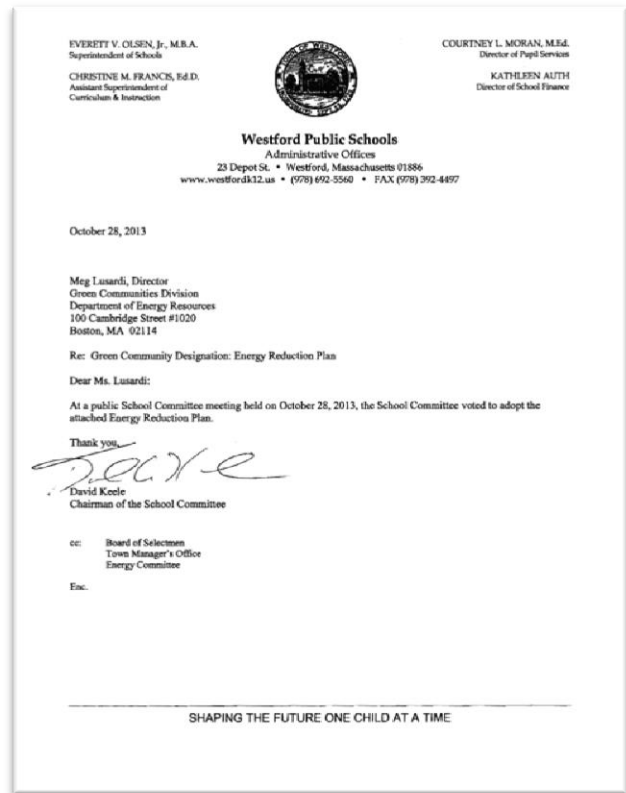 EVERETT V. OLSEN, Jr., M.B.A.
Superintendent of Schools
CHRISTINE M. FRANCIS, Ed.D.
Assistant Superintendent of
Curriculum & Instruction
COURTNEY L. MORAN, M.Ed.
Director of Pupil Services
KATHLEEN AUTH
Director of School Finance
TOWN OF WESTFORD
Westford Public Schools
Administrative Offices
23 Depot St. • Westford, Massachusetts 01886
www.westfordk12.us • (978) 692-5560 • FAX (978) 392-4497
October 28, 2013
Meg Lusardi, Director
Green Communities Division
Department of Energy Resources
100 Cambridge Street #1020
Boston, MA 02114
Re: Green Community Designation: Energy Reduction Plan
Dear Ms. Lusardi:
At a public School Committee meeting held on October 28, 2013, the School Committee voted to adopt the
attached Energy Reduction Plan.
Thank you,
David Keele
Chairman of the School Committee
cc: Board of Selectmen
Town Manager's Office
Energy Committee
Enc.
SHAPING THE FUTURE ONE CHILD AT A TIME